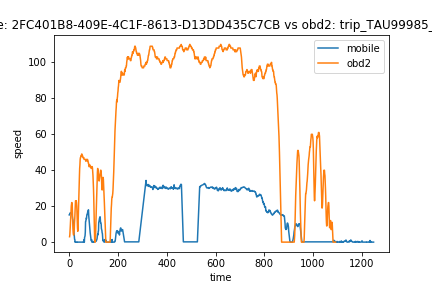 e: 2FC401B8-409E-4C1F-8613-D13DD435C7CB vs obd2: trip_TAU99985_
mobile
obd2
speed
100
80
60
40
20
0
0 200 400 600 800 1000 1200
time